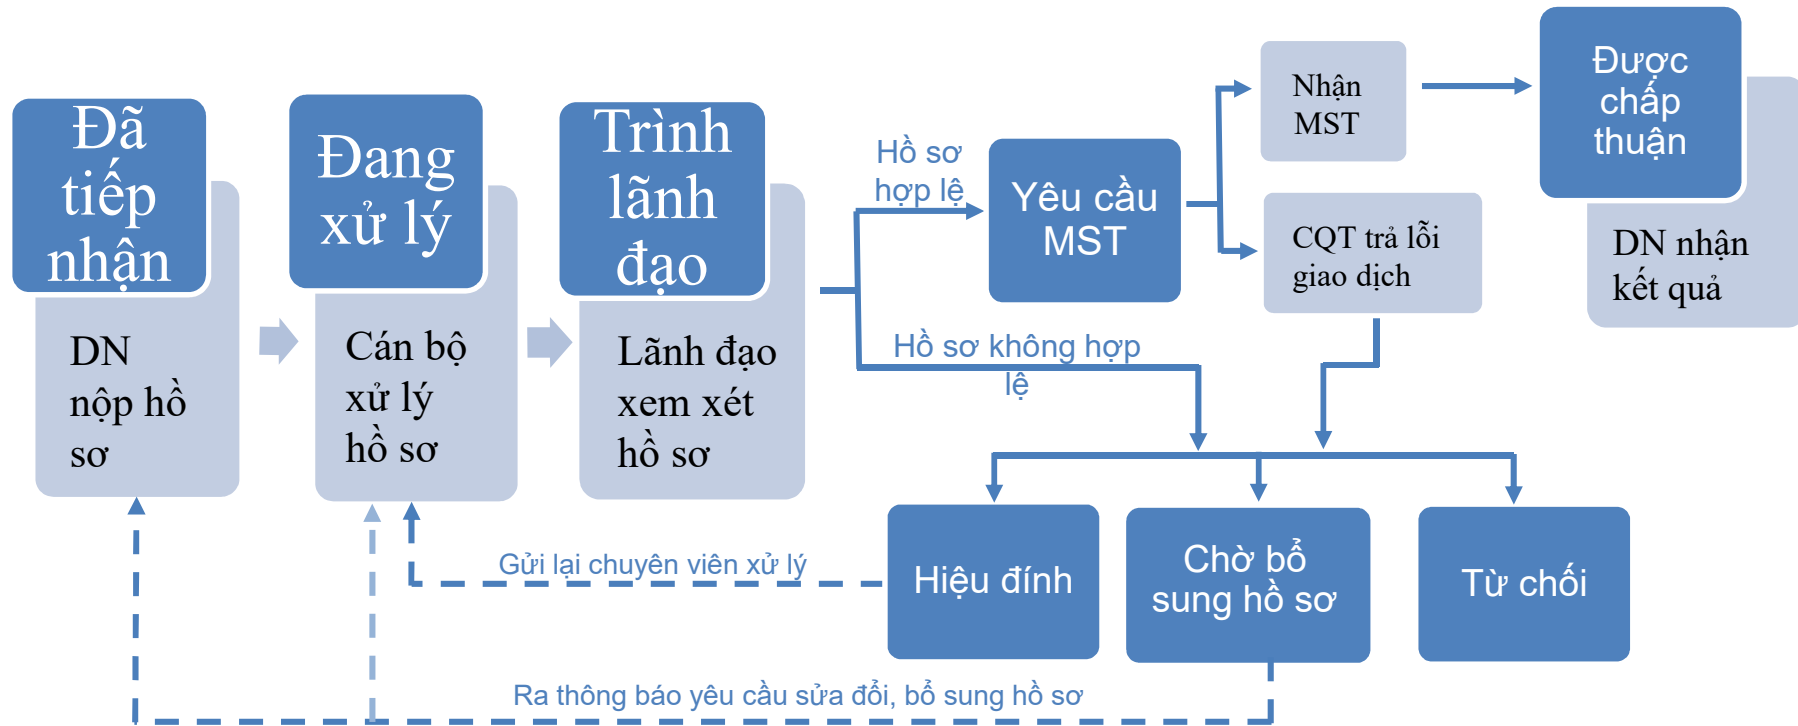 Đã
tiếp
nhận
DN
nộp hồ
sơ
Đang
xử lý
Cán bộ
xử lý
hồ sơ
Trình
lãnh
đạo
Lãnh đạo
xem xét
hồ sơ
Hồ sơ
hợp lệ
Hồ sơ không hợp
lệ
Yêu cầu
MST
Nhận
MST
CQT trả lỗi
giao dịch
Được
chấp
thuận
DN nhận
kết quả
Hiệu đính
Chờ bổ
sung hồ sơ
Từ chối
Gửi lại chuyên viên xử lý
Ra thông báo yêu cầu sửa đổi, bổ sung hồ sơ